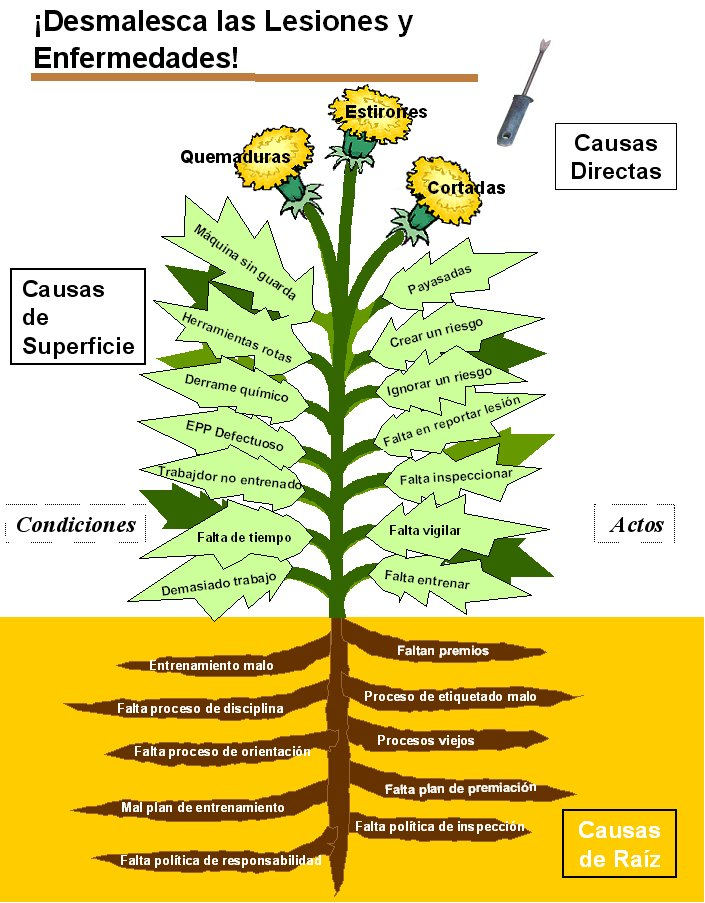 ¡Desmalesca las Lesiones y
Enfermedades!
Estirones
Quemaduras
Cortadas
Causas
Directas
Causas
de
Superficie
Máquina sin guarda
Herramientas rotas
Derrame químico
EPP Defectuoso
Trabajdor no entrenado
Falta de tiempo
Demasiado trabajo
Payasadas
Crear un riesgo
Ignorar un riesgo
Falta en reportar lesión
Falta inspeccionar
Falta vigilar
Falta entrenar
Condiciones
Actos
Entrenamiento malo
Falta proceso de disciplina
Falta proceso de orientación
Mal plan de entrenamiento
Falta política de responsabilidad
Faltan premios
Proceso de etiquetado malo
Procesos viejos
Falta plan de premiación
Falta política de inspección
Causas
de Raíz